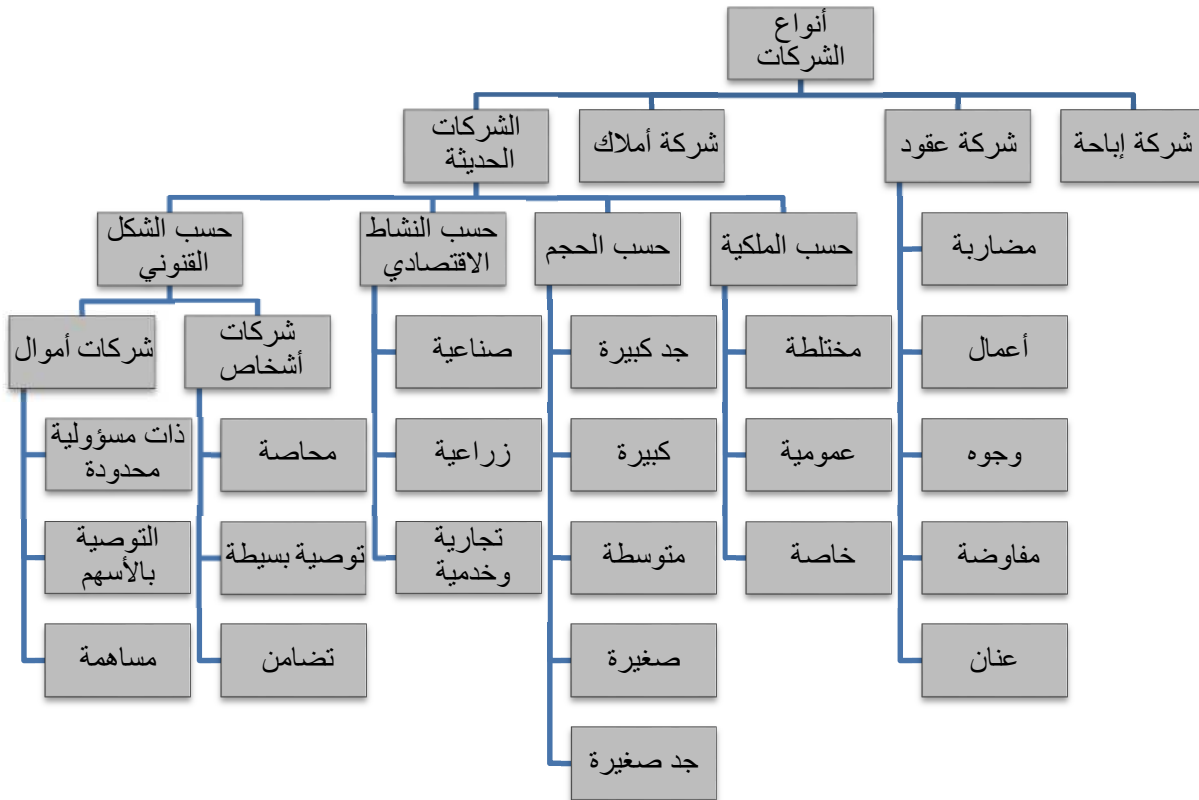 أنواع
الشركات
شركة إباحة
شركة عقود
شركة أملاك
الشركات
الحديثة
مضاربة
أعمال
وجوه
مفاوضة
عنان
حسب الملكية
مختلطة
عمومية
خاصة
حسب الحجم
جد كبيرة
كبيرة
متوسطة
صغيرة
جد صغيرة
حسب النشاط
الاقتصادي
صناعية
زراعية
تجارية
وخدمية
حسب الشكل
القنوني
شركات
أشخاص
محاصة
توصية بسيطة
تضامن
شركات أموال
ذات مسؤولية
محدودة
التوصية
بالأسهم
مساهمة